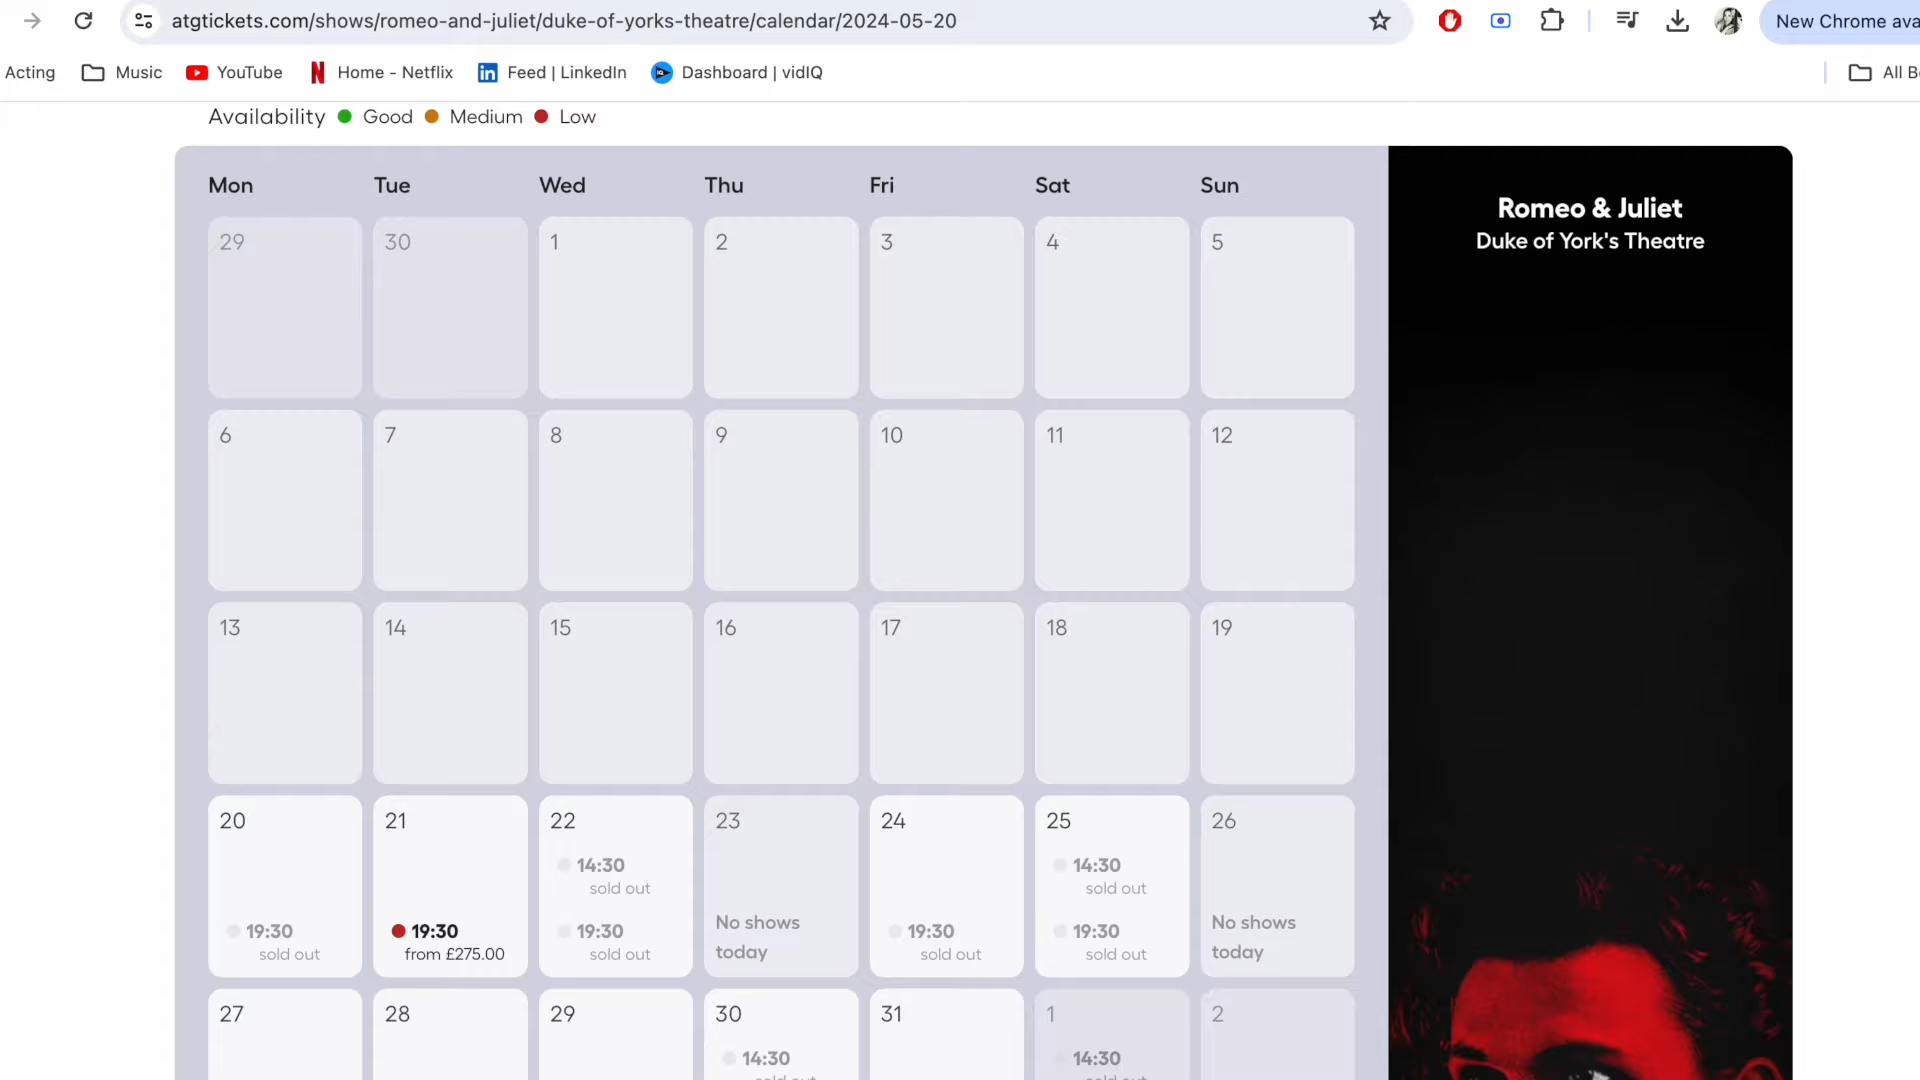 atgtickets.com/shows/romeo-and-juliet/duke-of-yorks-theatre/calendar/2024-05-20
New Chrome ava
Acting
Music
YouTube
Home - Netflix
Feed | LinkedIn
Dashboard | vidIQ
All B
Availability Good Medium Low
Mon Tue Wed Thu Fri Sat Sun
Romeo & Juliet
Duke of York's Theatre
29 30 1 2 3 4 5
6 7 8 9 10 11 12
13 14 15 16 17 18 19
20 21 22 23 24 25 26
14:30 14:30
sold out sold out
No shows No shows
19:30 19:30 19:30 19:30 19:30
today today
sold out from £275.00 sold out sold out sold out
27 28 29 30 31 1 2
14:30 14:30
sold out sold out